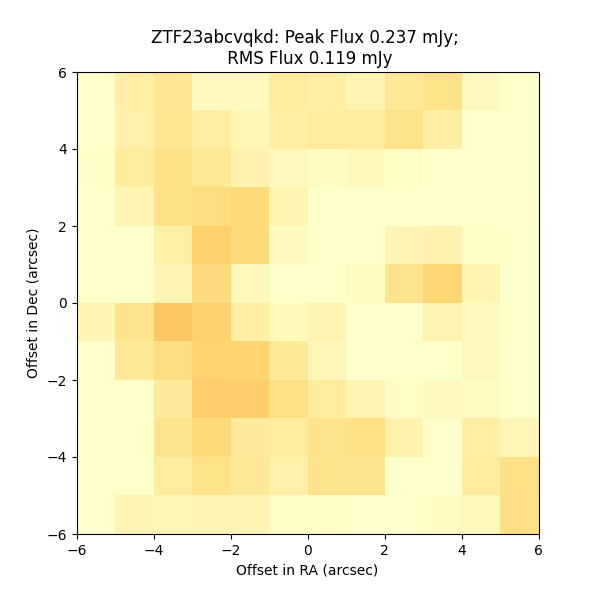 ZTF23abcvqkd: Peak Flux 0.237 mJy;
RMS Flux 0.119 mJy
6
4
2
0
−2
−4
−6
Offset in Dec (arcsec)
−6 −4 −2 0 2 4 6
Offset in RA (arcsec)